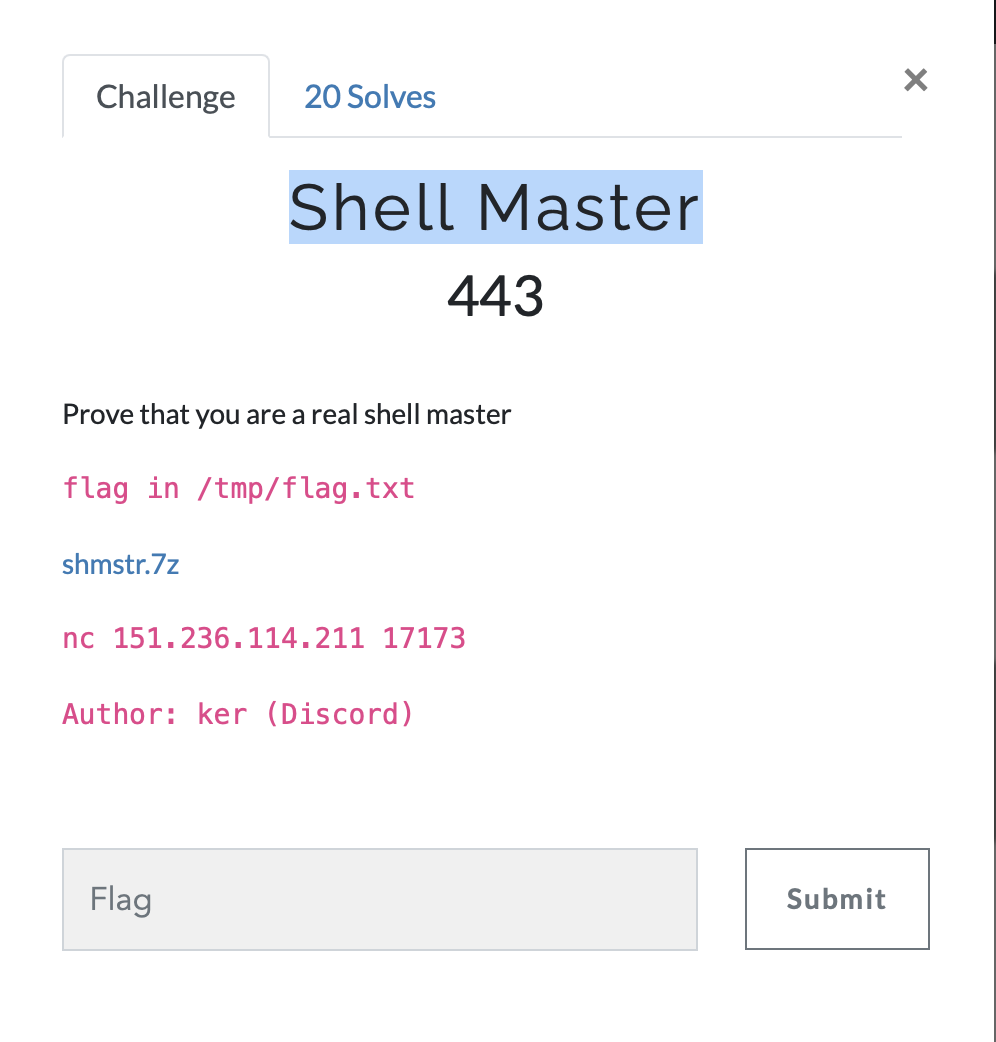 Challenge
20 Solves
×
Shell Master
443
Prove that you are a real shell master
flag in /tmp/flag.txt
shmstr.7z
nc 151.236.114.211 17173
Author: ker (Discord)
Flag
Submit